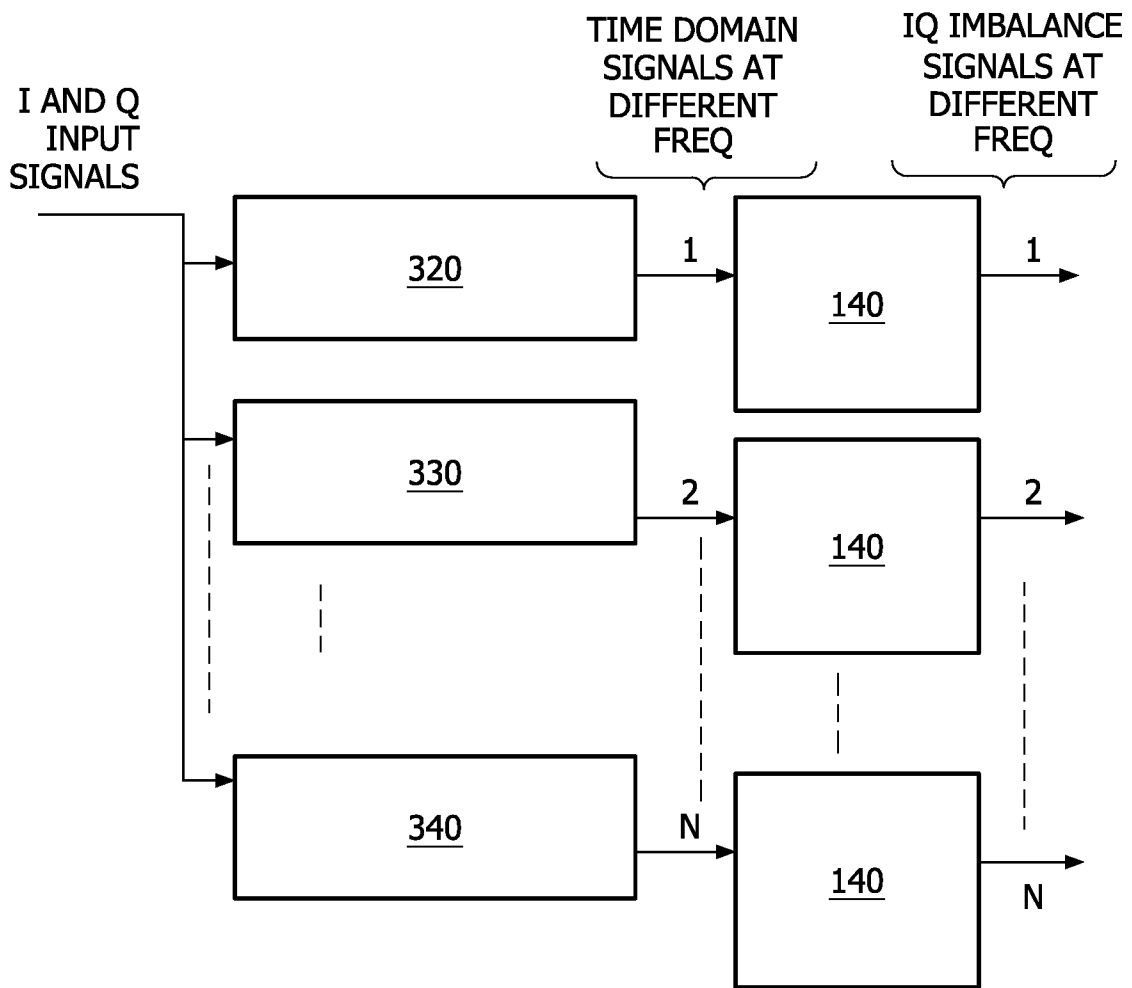 TIME DOMAIN
SIGNALS AT
DIFFERENT
FREQ
IQ IMBALANCE
SIGNALS AT
DIFFERENT
FREQ
I AND Q
INPUT
SIGNALS
320
1
140
1
330
2
140
2
340
N
140
N